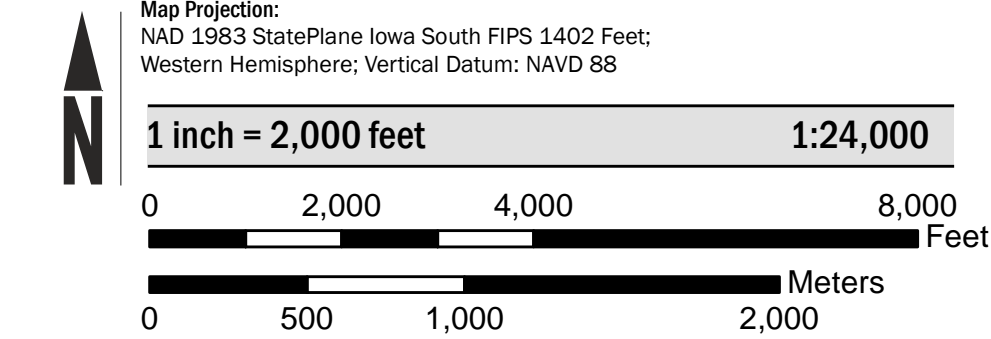 Map Projection:
NAD 1983 StatePlane Iowa South FIPS 1402 Feet;
Western Hemisphere; Vertical Datum: NAVD 88
N
1 inch = 2,000 feet 1:24,000
0 2,000 4,000 8,000
Feet
Meters
0 500 1,000 2,000